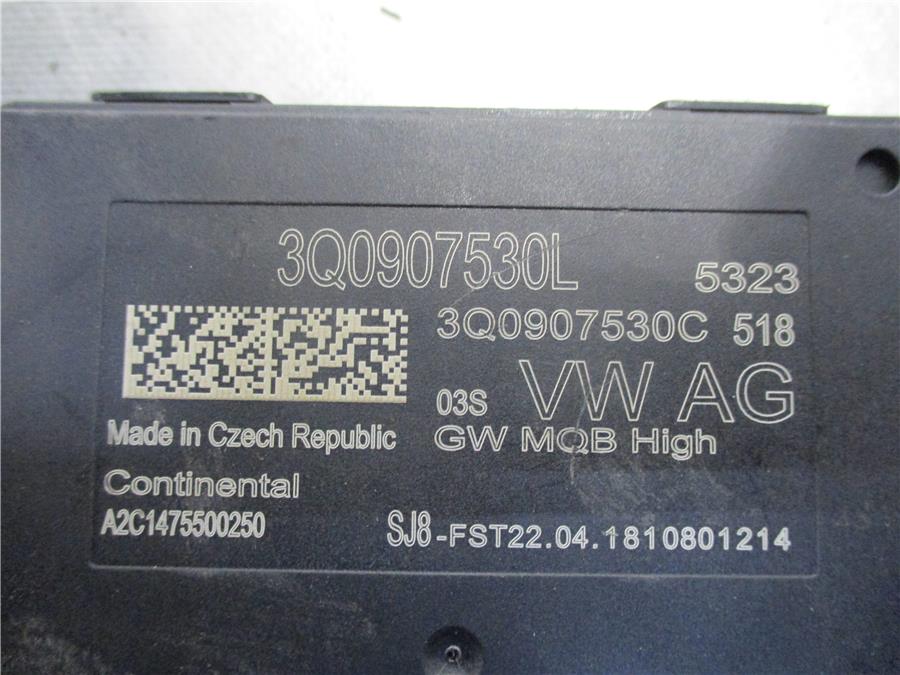 3Q0907530L 5323
3Q0907530C 518
03S VW AG
Made in Czech Republic GW MQB High
Continental
A2C1475500250 SJ8-FST22.04.1810801214